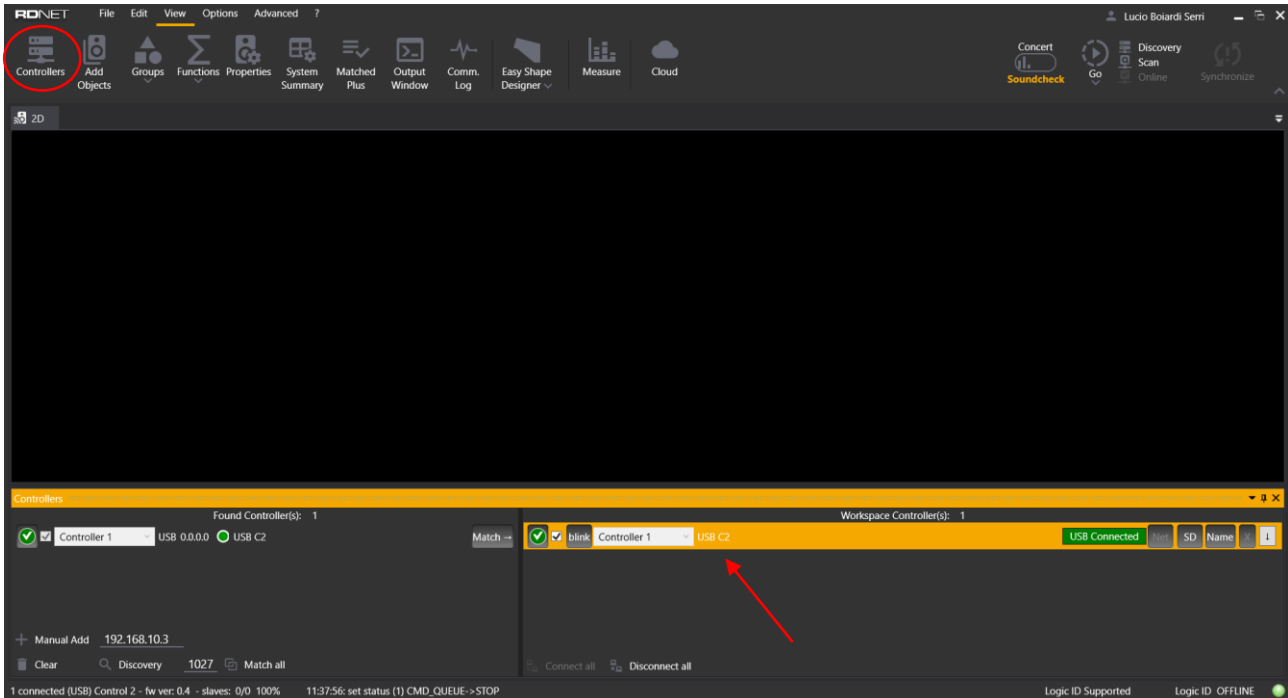 RDNET File Edit View Options Advanced ? Lucio Boiardi Serri
Controllers Add Objects Groups Functions Properties System Summary Matched Plus Output Window Comm. Log Easy Shape Designer Measure Cloud
Concert
Soundcheck
Go
Discovery
Scan
Online
Synchronize
2D
Controllers
Found Controller(s): 1
Controller 1 USB 0.0.0.0 USB C2 Match →
Workspace Controller(s): 1
blink Controller 1 USB C2 USB Connected Net SD Name X ↓
Manual Add 192.168.10.3
Clear Discovery 1027 Match all
Connect all Disconnect all
1 connected (USB) Control 2 - fw ver: 0.4 - slaves: 0/0 100% 11:37:56: set status (1) CMD_QUEUE->STOP Logic ID Supported Logic ID OFFLINE